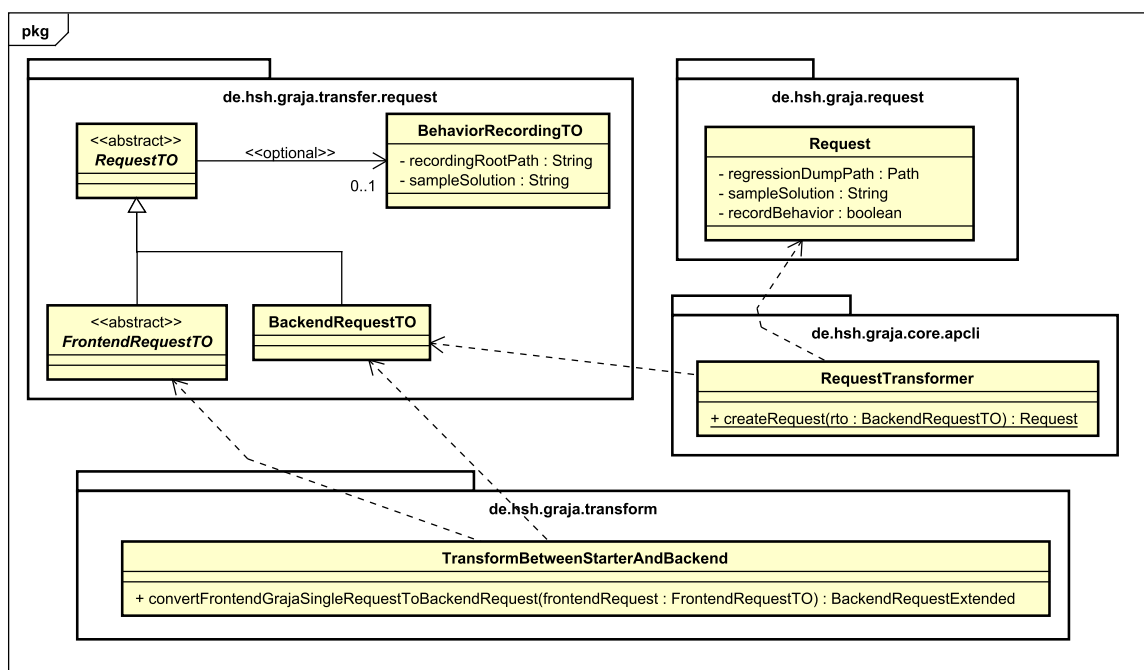 pkg
de.hsh.graja.transfer.request
<<abstract>>
RequestTO
<<optional>>
0..1
BehaviorRecordingTO
- recordingRootPath : String
- sampleSolution : String
<<abstract>>
FrontendRequestTO
BackendRequestTO
de.hsh.graja.request
Request
- regressionDumpPath : Path
- sampleSolution : String
- recordBehavior : boolean
de.hsh.graja.core.apcli
RequestTransformer
+ createRequest(rto : BackendRequestTO) : Request
de.hsh.graja.transform
TransformBetweenStarterAndBackend
+ convertFrontendGrajaSingleRequestToBackendRequest(frontendRequest : FrontendRequestTO) : BackendRequestExtended